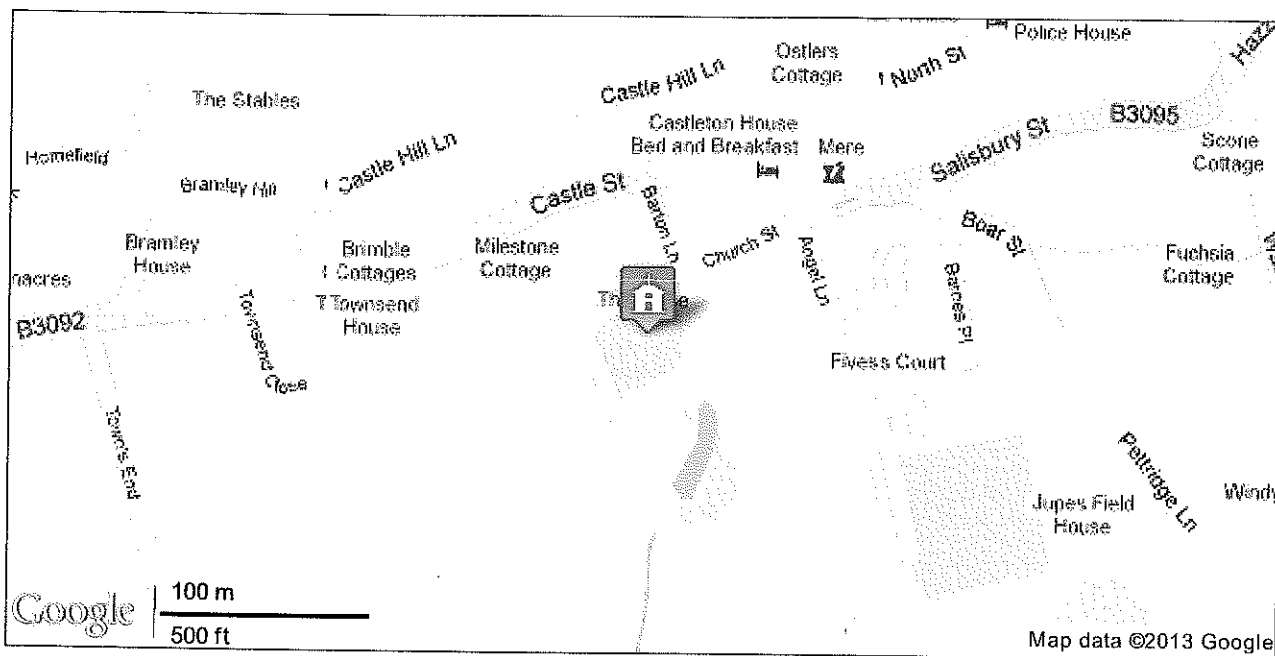 Police House
Hazz
Ostlers
Cottage
North St
Castle Hill Ln
The Stables
B3095
Castleton House
Bed and Breakfast
Mere
Salisbury St
Scone
Cottage
Homefield
Castle Hill Ln
Bramley Hill
Castle St
Barton Ln
Church St
Angel Ln
Boar St
Bramley
House
Brimble
Cottages
Milestone
Cottage
Fuchsia
Cottage
nacres
Townsend
House
B3092
Townsend Close
Barnes Pl
Fivess Court
Town's End
Pettridge Ln
Jupes Field
House
Windy
Google
100 m
500 ft
Map data ©2013 Google